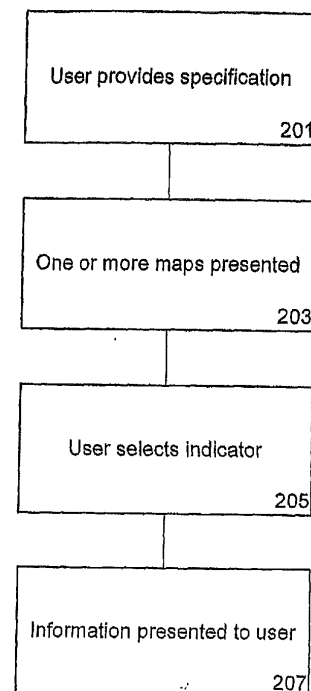 User provides specification
201
One or more maps presented
203
User selects indicator
205
Information presented to user
207